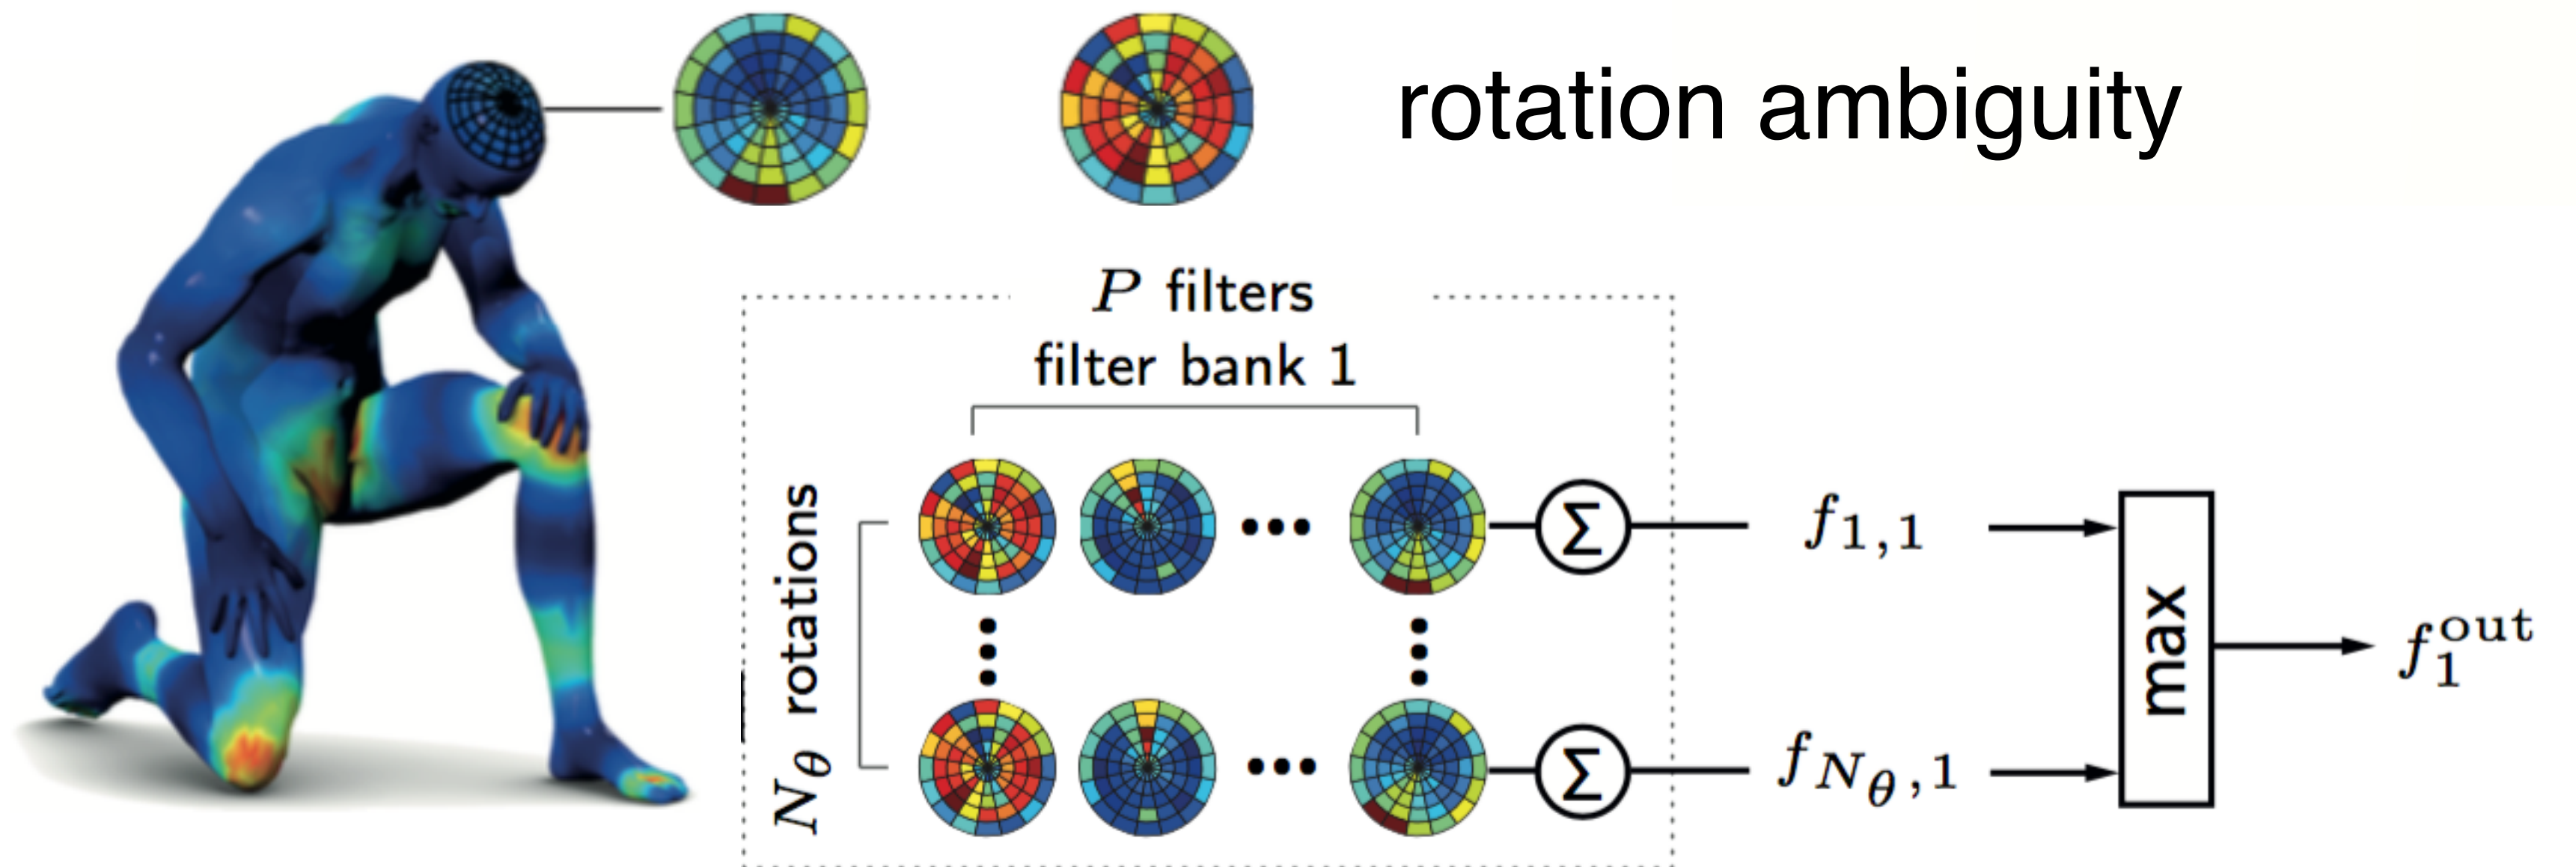 rotation ambiguity
P filters
filter bank 1
N_θ rotations
Σ
f_{1,1}
Σ
f_{N_θ,1}
max
f_1^{out}